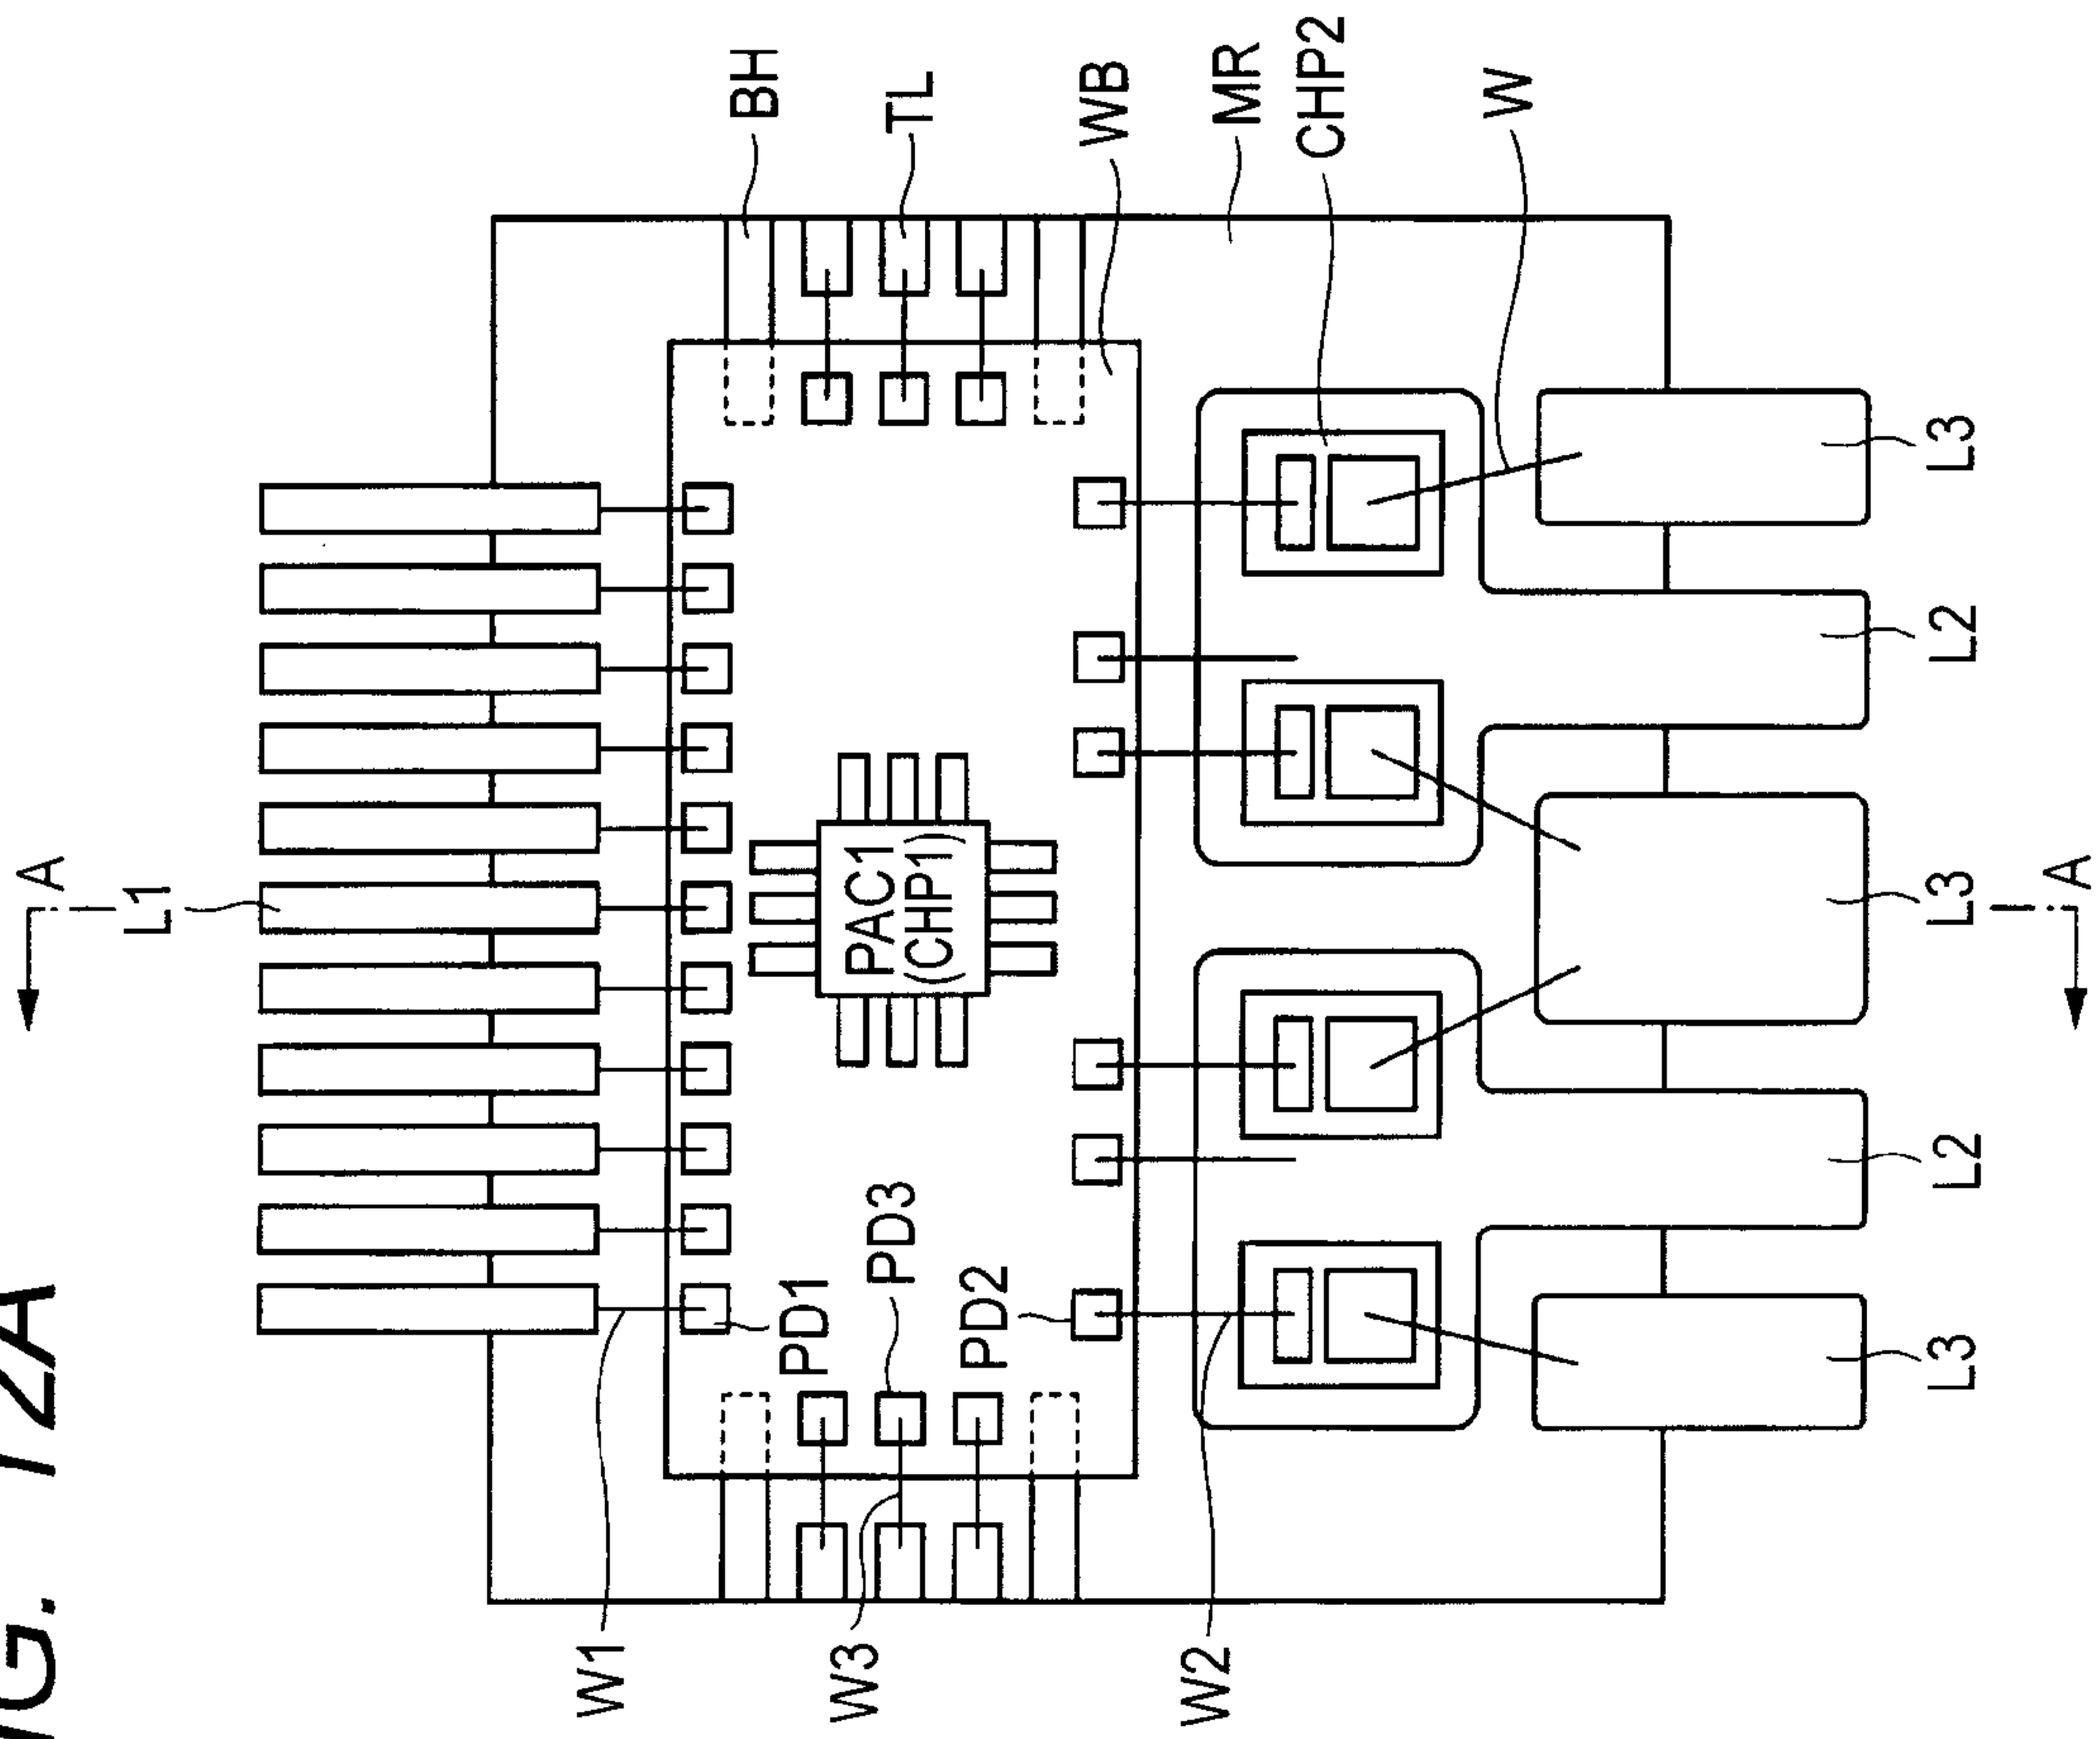 FIG. 12A
BH
TL
WB
MR
CHP2
W
A
L1
PAC1
(CHP1)
L3
L2
L3
A
L2
L3
PD1
PD3
PD2
W1
W3
W2